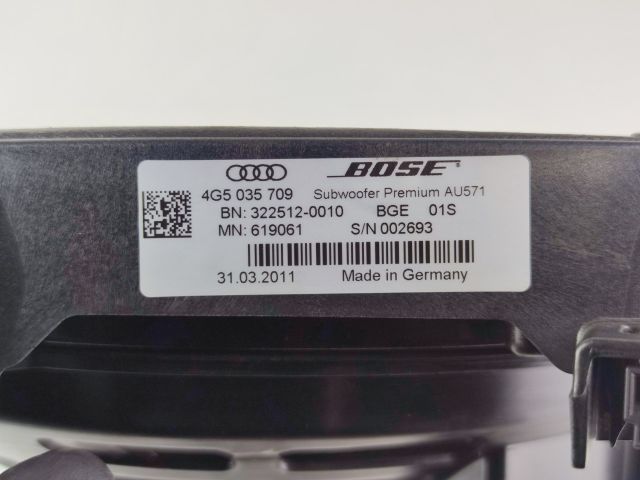 BOSE
4G5 035 709 Subwoofer Premium AU571
BN: 322512-0010 BGE 01S
MN: 619061 S/N 002693
31.03.2011 Made in Germany